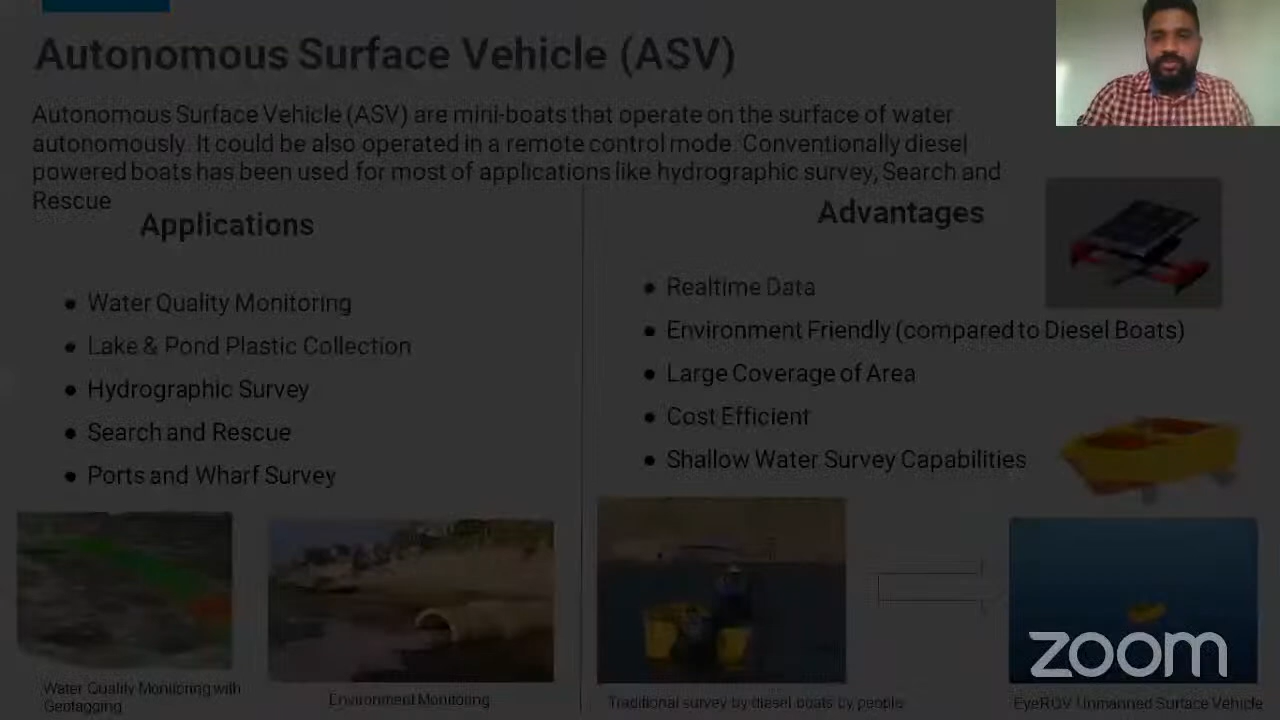 Autonomous Surface Vehicle (ASV)
Autonomous Surface Vehicle (ASV) are mini-boats that operate on the surface of water
autonomously. It could be also operated in a remote control mode. Conventionally diesel
powered boats has been used for most of applications like hydrographic survey, Search and
Rescue
Applications
● Water Quality Monitoring
● Lake & Pond Plastic Collection
● Hydrographic Survey
● Search and Rescue
● Ports and Wharf Survey
Advantages
● Realtime Data
● Environment Friendly (compared to Diesel Boats)
● Large Coverage of Area
● Cost Efficient
● Shallow Water Survey Capabilities
Water Quality Monitoring with
Geotagging
Environment Monitoring
Traditional survey by diesel boats by people
EyeROV Unmanned Surface Vehicle
zoom